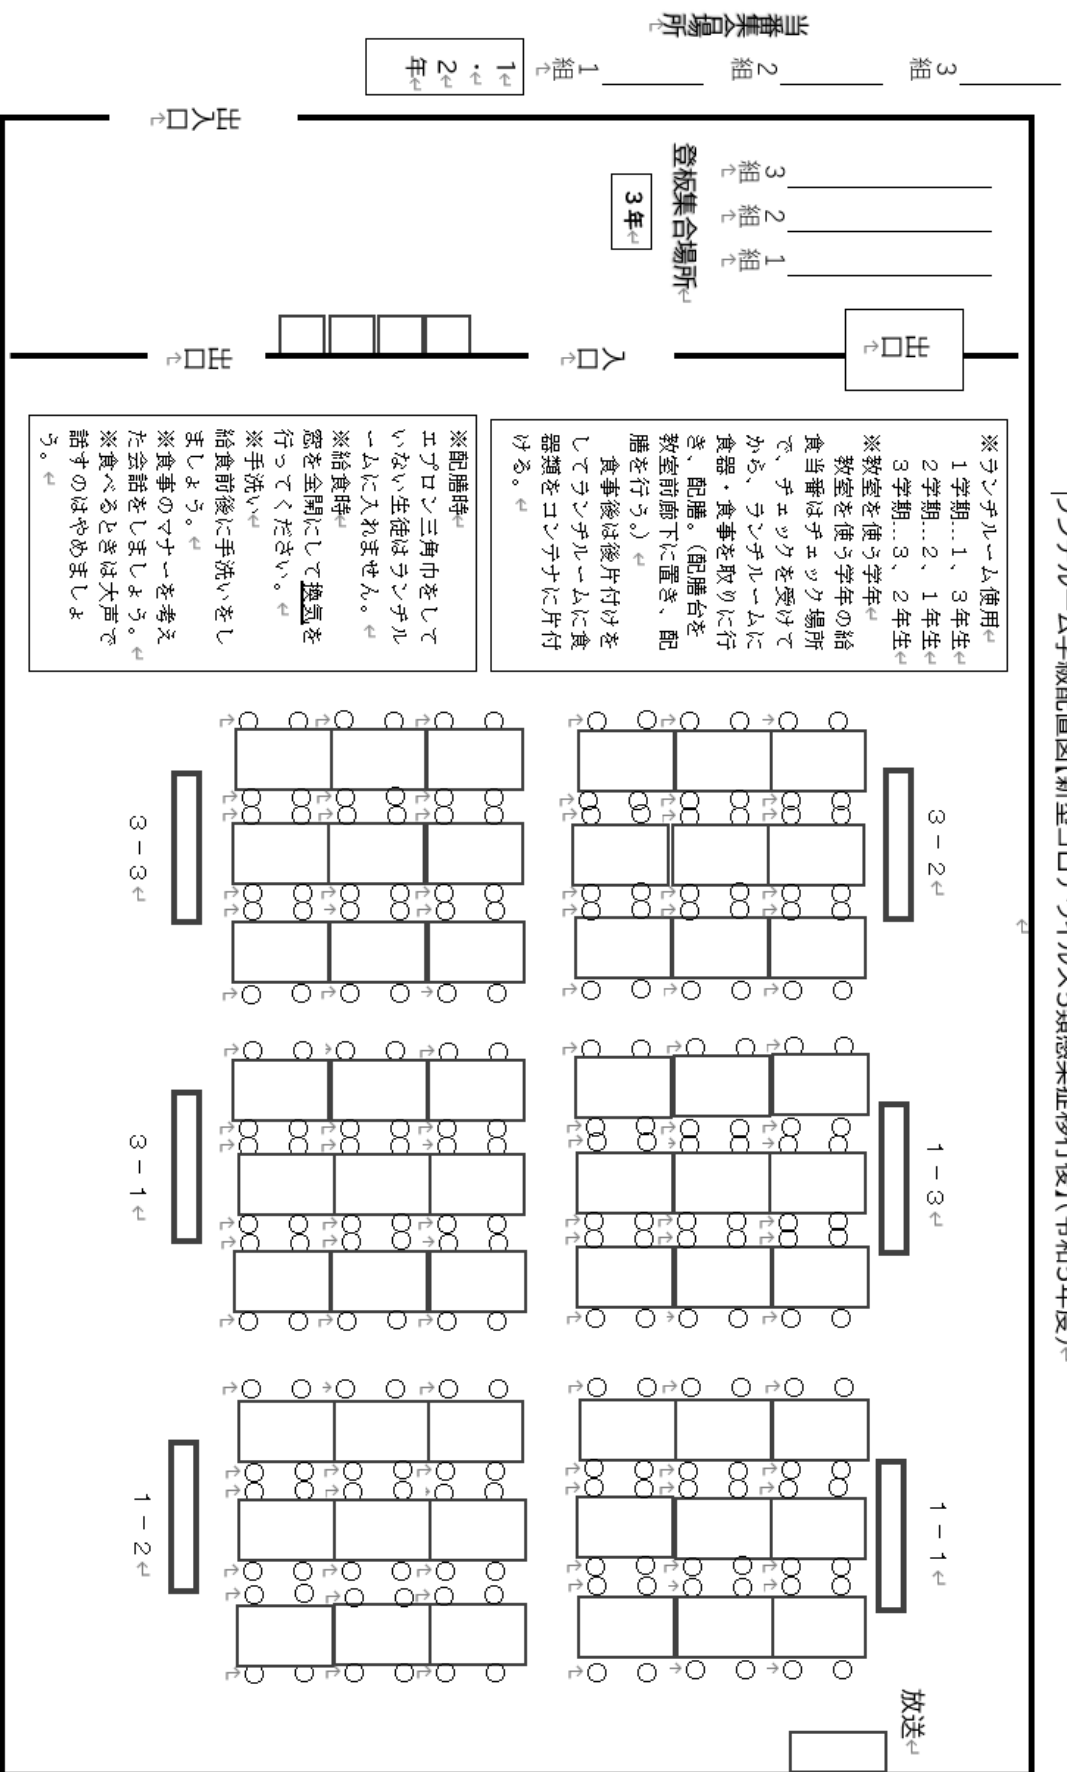 ランチルーム学級配置図【新型コロナウイルス5類感染症移行後】(令和5年度)
当番集合場所
3組
2組
1組
1・2年
出入口
登板集合場所
3組
2組
1組
3年
出口
入口
出口
※ランチルーム使用
1学期…1、3年生
2学期…2、1年生
3学期…3、2年生
※教室を使う学年
教室を使う学年の給
食当番はチェック場所
で、チェックを受けて
から、ランチルームに
食器・食事を取りに行
き、配膳。(配膳台を
教室前廊下に置き、配
膳を行う。)
食事後は後片付けを
してランチルームに食
器類をコンテナに片付
ける。
※配膳時
エプロン三角巾をして
いない生徒はランチル
ームに入れません。
※給食時
窓を全開にして換気を
行ってください。
※手洗い
給食前後に手洗いをし
ましょう。
※食事のマナーを考え
た会話をしましょう。
※食べるときは大声で
話すのはやめましょ
う。
3－2
1－3
1－1
3－3
3－1
1－2
放送